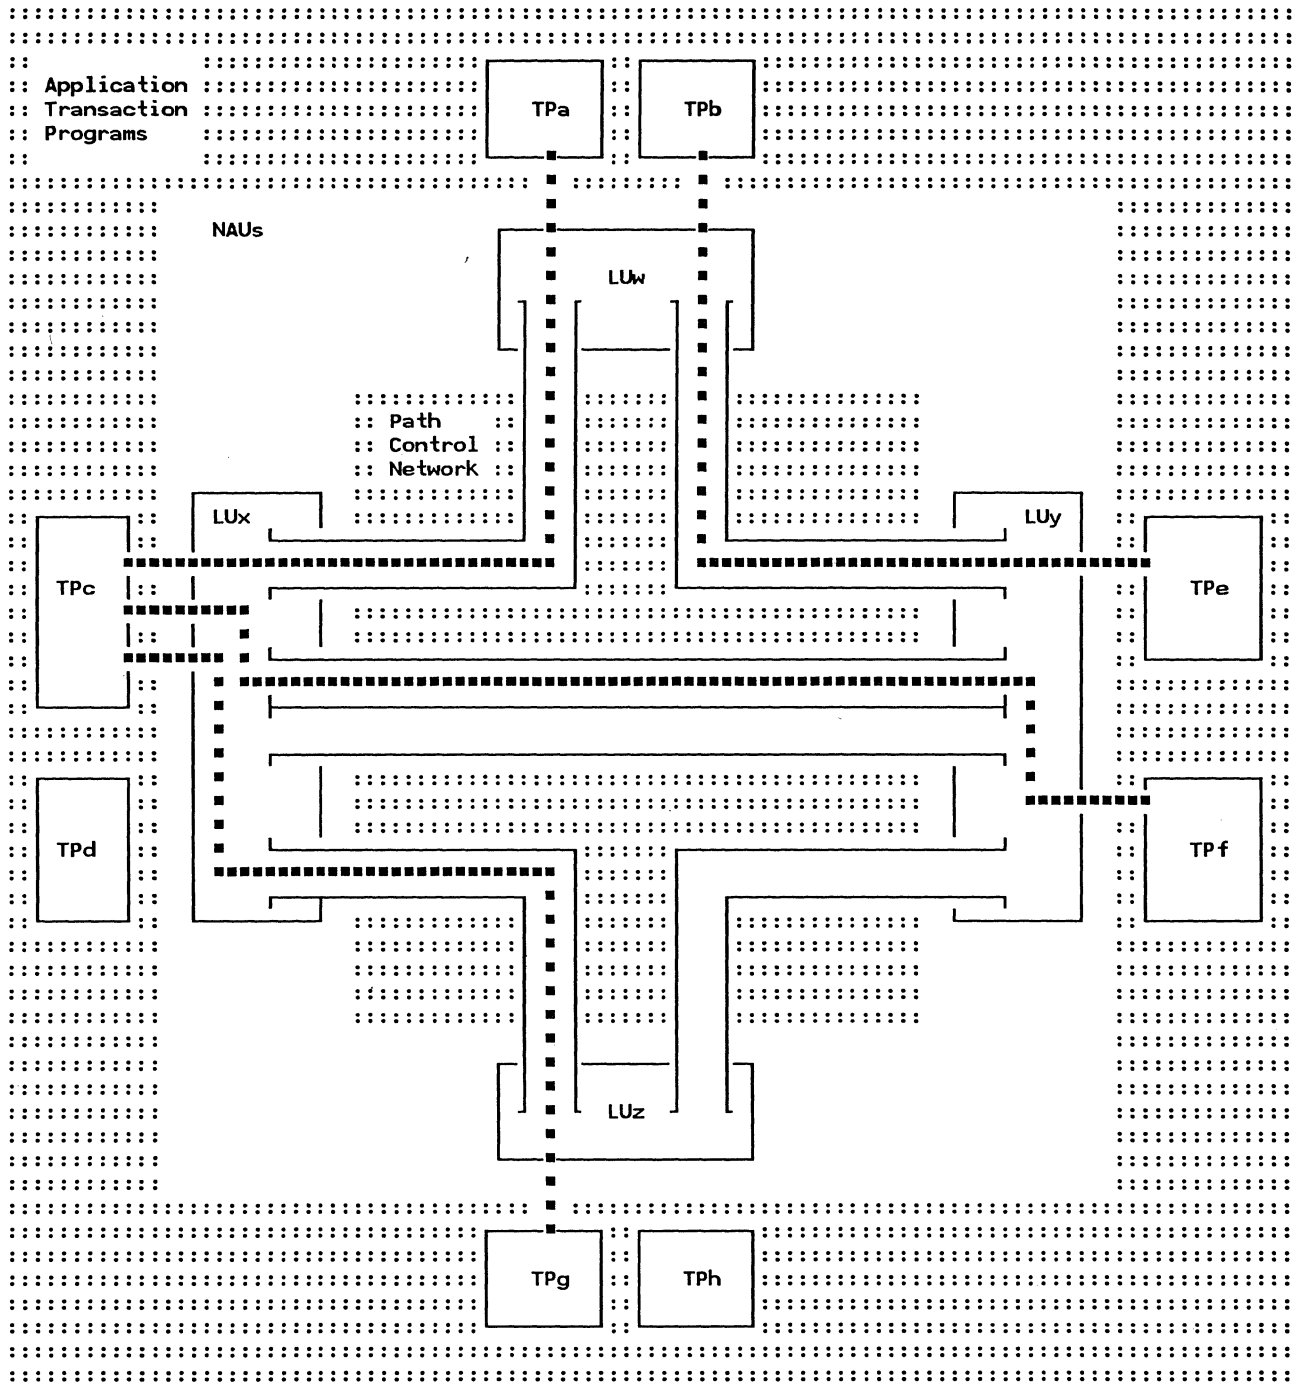 Application
Transaction
Programs
TPa
TPb
NAUs
LUw
Path
Control
Network
LUx
LUy
TPc
TPe
TPd
TPf
LUz
TPg
TPh